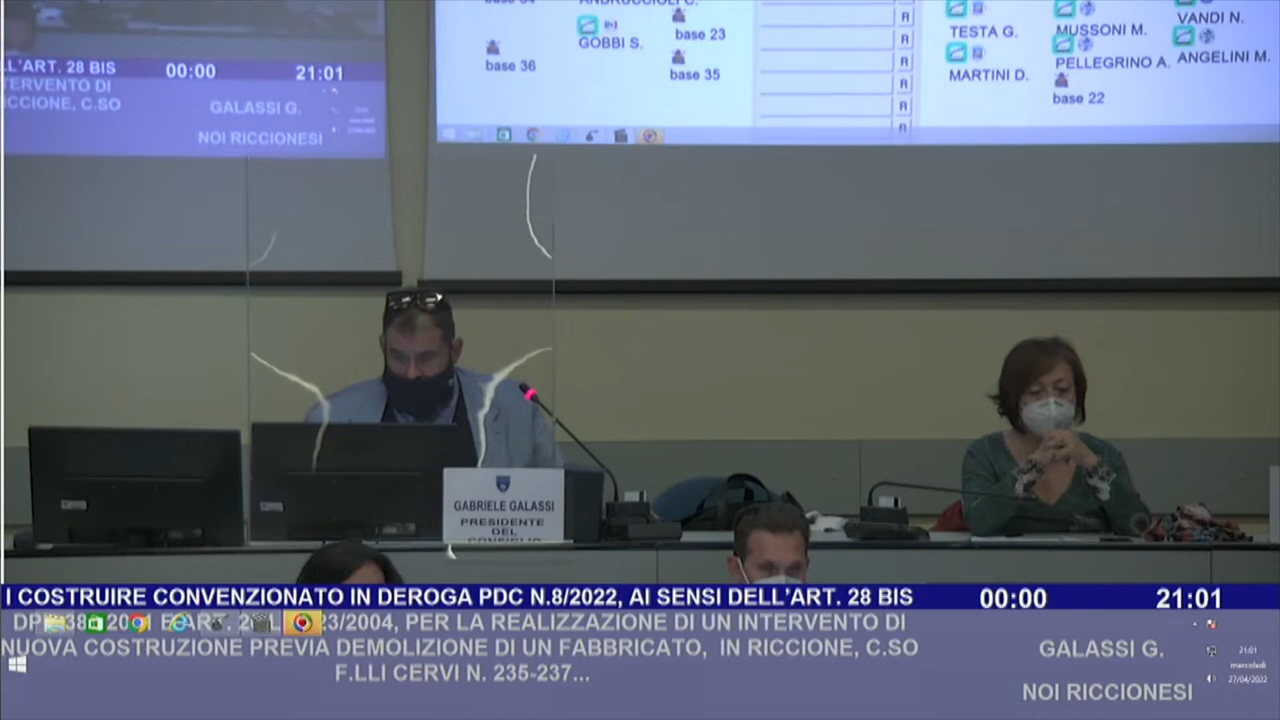 L'ART. 28 BIS 00:00 21:01
TERVENTO DI
ICCIONE, C.SO
GALASSI G.
NOI RICCIONESI
base 36
GOBBI S.
base 23
base 35
R
R
R
R
R
R
TESTA G.
MUSSONI M.
VANDI N.
MARTINI D.
PELLEGRINO A.
ANGELINI M.
base 22
GABRIELE GALASSI
PRESIDENTE
DEL
CONSIGLIO
I COSTRUIRE CONVENZIONATO IN DEROGA PDC N.8/2022, AI SENSI DELL'ART. 28 BIS 00:00 21:01
23/2004, PER LA REALIZZAZIONE DI UN INTERVENTO DI
NUOVA COSTRUZIONE PREVIA DEMOLIZIONE DI UN FABBRICATO, IN RICCIONE, C.SO
F.LLI CERVI N. 235-237...
GALASSI G.
NOI RICCIONESI
21:01
mercoledì
27/04/2022